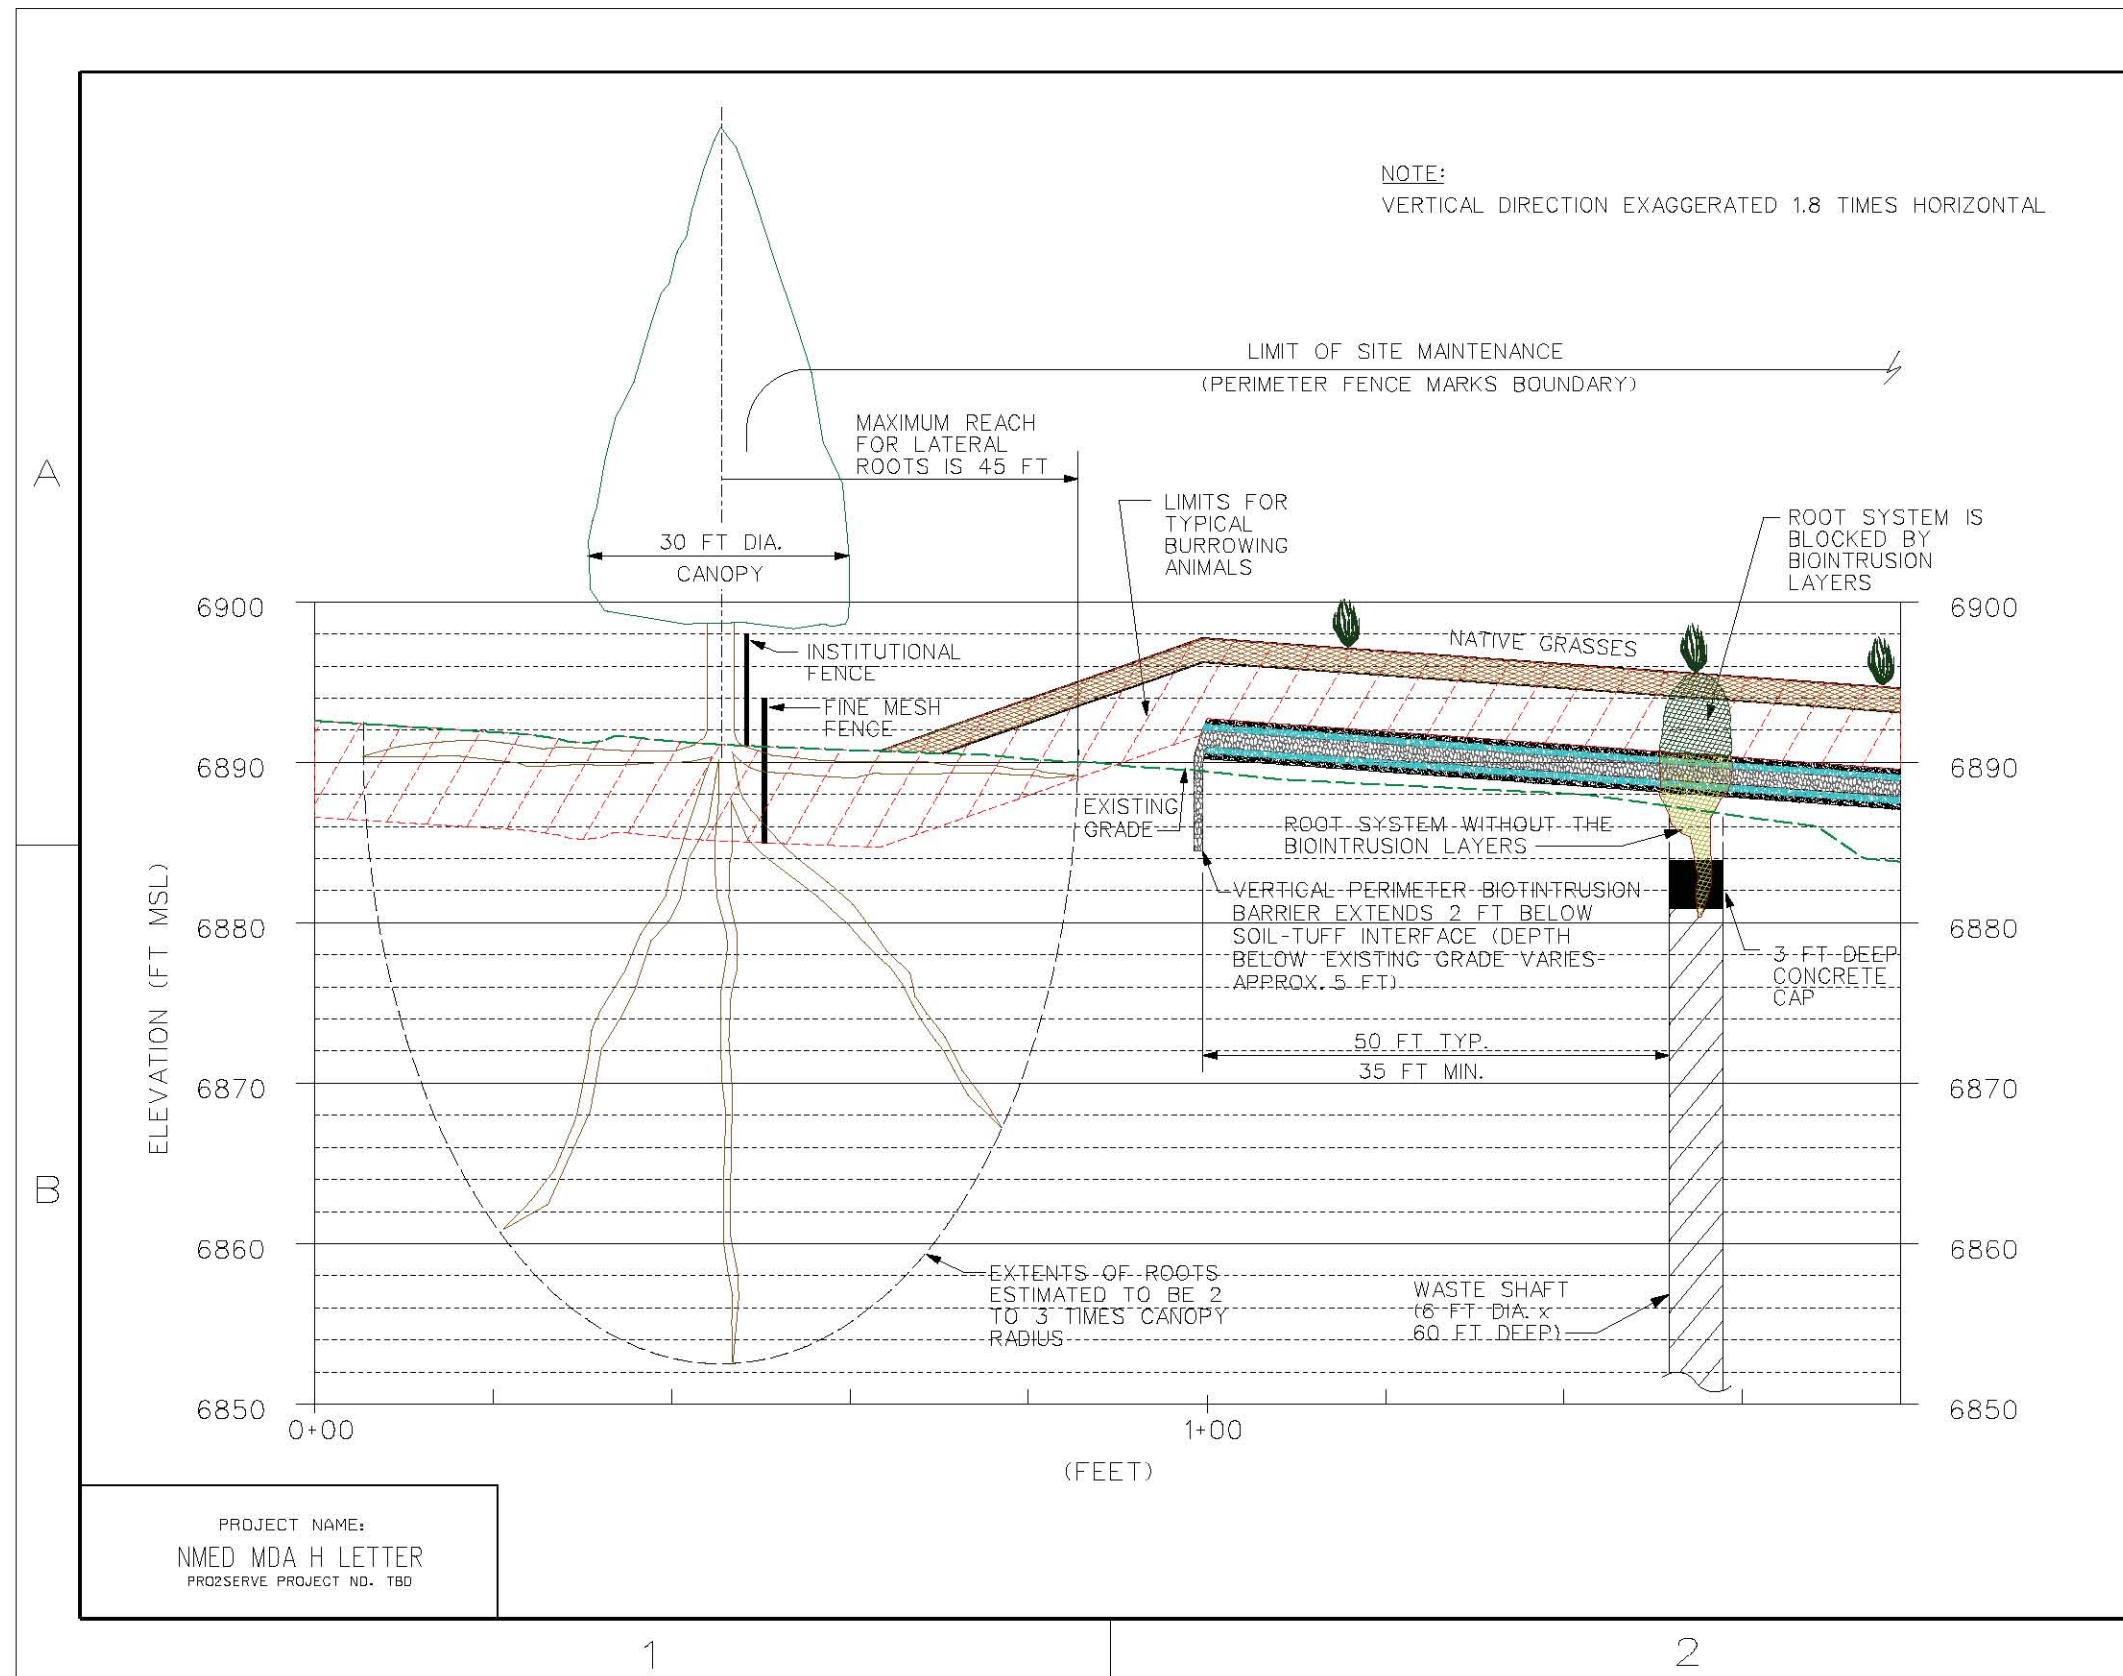 NOTE:
VERTICAL DIRECTION EXAGGERATED 1.8 TIMES HORIZONTAL
LIMIT OF SITE MAINTENANCE
(PERIMETER FENCE MARKS BOUNDARY)
MAXIMUM REACH
FOR LATERAL
ROOTS IS 45 FT
A
LIMITS FOR
TYPICAL
BURROWING
ANIMALS
ROOT SYSTEM IS
BLOCKED BY
BIOINTRUSION
LAYERS
30 FT DIA.
CANOPY
6900
6900
NATIVE GRASSES
INSTITUTIONAL
FENCE
FINE MESH
FENCE
6890
6890
EXISTING
GRADE
ROOT SYSTEM WITHOUT THE
BIOINTRUSION LAYERS
VERTICAL PERIMETER BIOTINTRUSION
BARRIER EXTENDS 2 FT BELOW
SOIL-TUFF INTERFACE (DEPTH
BELOW EXISTING GRADE VARIES-
APPROX. 5 FT)
6880
6880
3 FT DEEP
CONCRETE
CAP
ELEVATION (FT MSL)
50 FT TYP.
35 FT MIN.
6870
6870
B
6860
6860
EXTENTS OF ROOTS
ESTIMATED TO BE 2
TO 3 TIMES CANOPY
RADIUS
WASTE SHAFT
(6 FT DIA. x
60 FT DEEP)
6850
6850
0+00
1+00
(FEET)
PROJECT NAME:
NMED MDA H LETTER
PRO2SERVE PROJECT NO. TBD
1
2